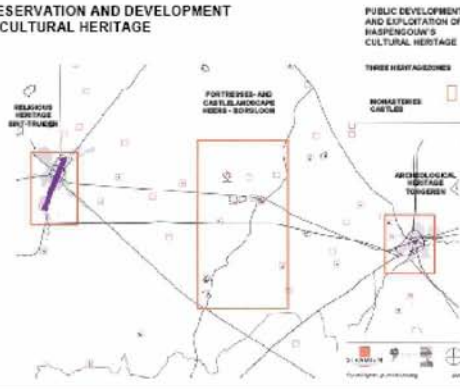 ESERVATION AND DEVELOPMENT
CULTURAL HERITAGE
PUBLIC DEVELOPMENT
AND EXPLOITATION OF
HASPENGOUW'S
CULTURAL HERITAGE
THREE HERITAGEZONES
MONASTERIES
CASTLES
FORTRESSES- AND
CASTLELANDSCAPE
HEERS - BORGLOON
RELIGIOUS
HERITAGE
SINT-TRUIDEN
ARCHEOLOGICAL
HERITAGE
TONGEREN